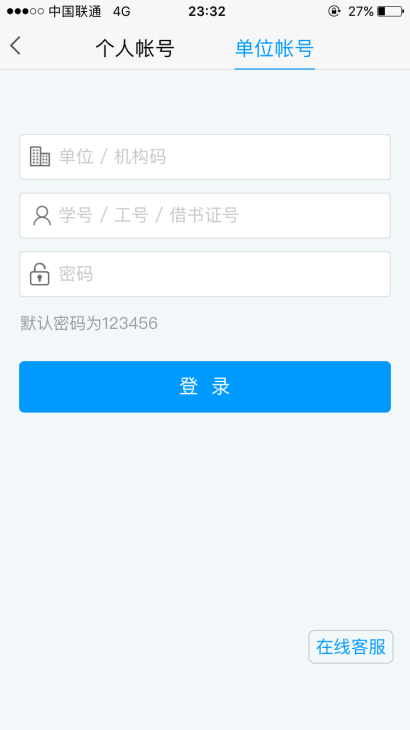 中国联通 4G 23:32 27%
个人帐号 单位帐号
单位 / 机构码
学号 / 工号 / 借书证号
密码
默认密码为123456
登 录
在线客服